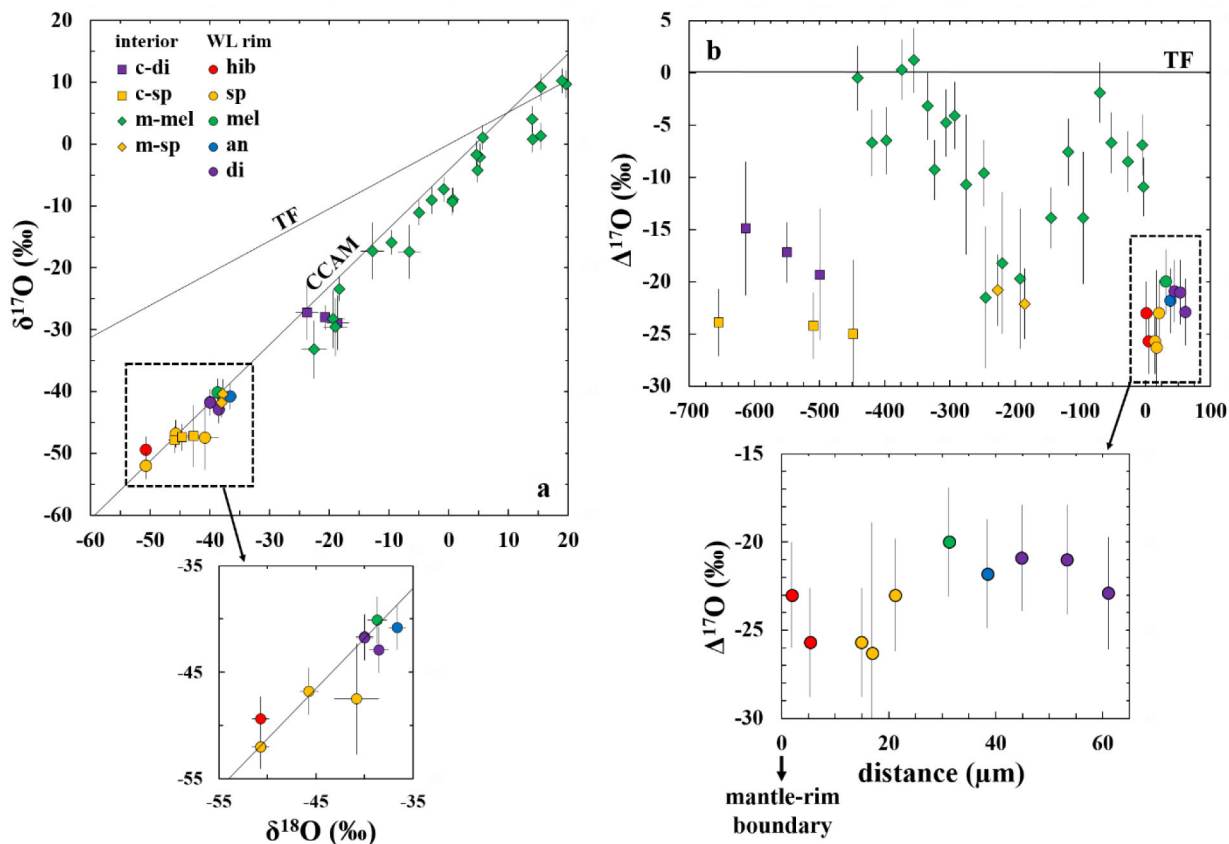 20
10
0
-10
-20
-30
-40
-50
-60
δ¹⁷O (‰)
interior WL rim
c-di hib
c-sp sp
m-mel mel
m-sp an
di
TF
CCAM
a
-60 -50 -40 -30 -20 -10 0 10 20
-35
-45
-55
-55 -45 -35
δ¹⁸O (‰)
5
0
-5
-10
-15
-20
-25
-30
Δ¹⁷O (‰)
b
TF
-700 -600 -500 -400 -300 -200 -100 0 100
-15
-20
-25
-30
Δ¹⁷O (‰)
0 20 40 60
distance (µm)
mantle-rim
boundary